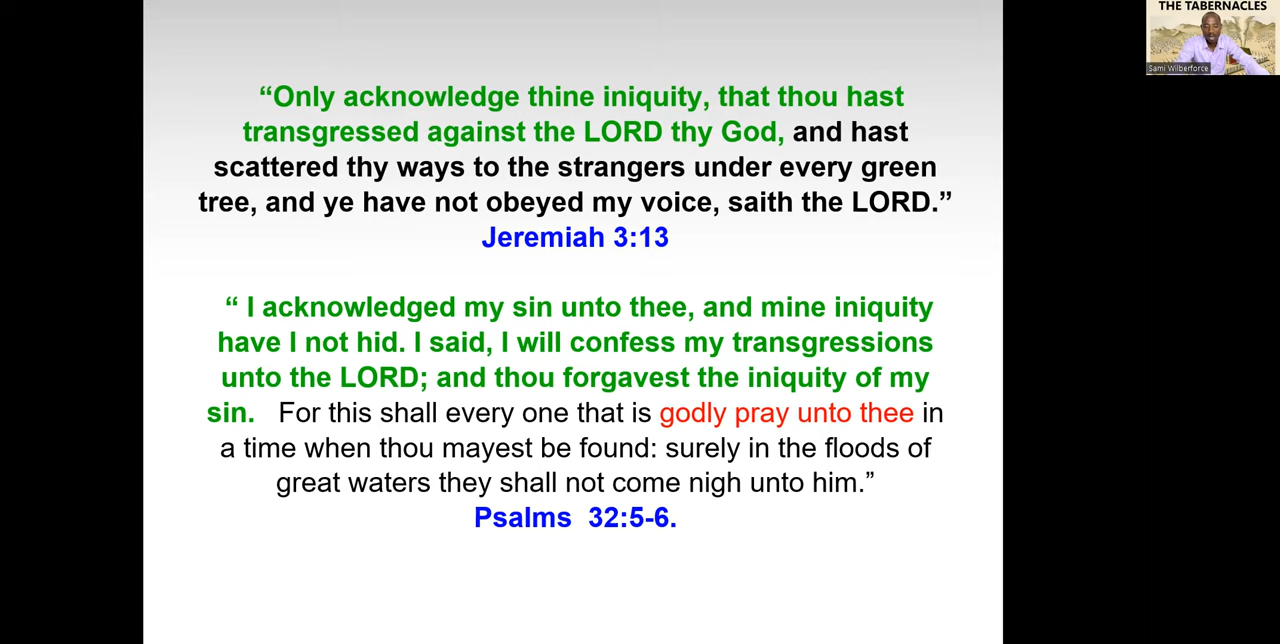 THE TABERNACLES
Sami Wilberforce
“Only acknowledge thine iniquity, that thou hast
transgressed against the LORD thy God, and hast
scattered thy ways to the strangers under every green
tree, and ye have not obeyed my voice, saith the LORD.”
Jeremiah 3:13
“ I acknowledged my sin unto thee, and mine iniquity
have I not hid. I said, I will confess my transgressions
unto the LORD; and thou forgavest the iniquity of my
sin. For this shall every one that is godly pray unto thee in
a time when thou mayest be found: surely in the floods of
great waters they shall not come nigh unto him.”
Psalms 32:5-6.